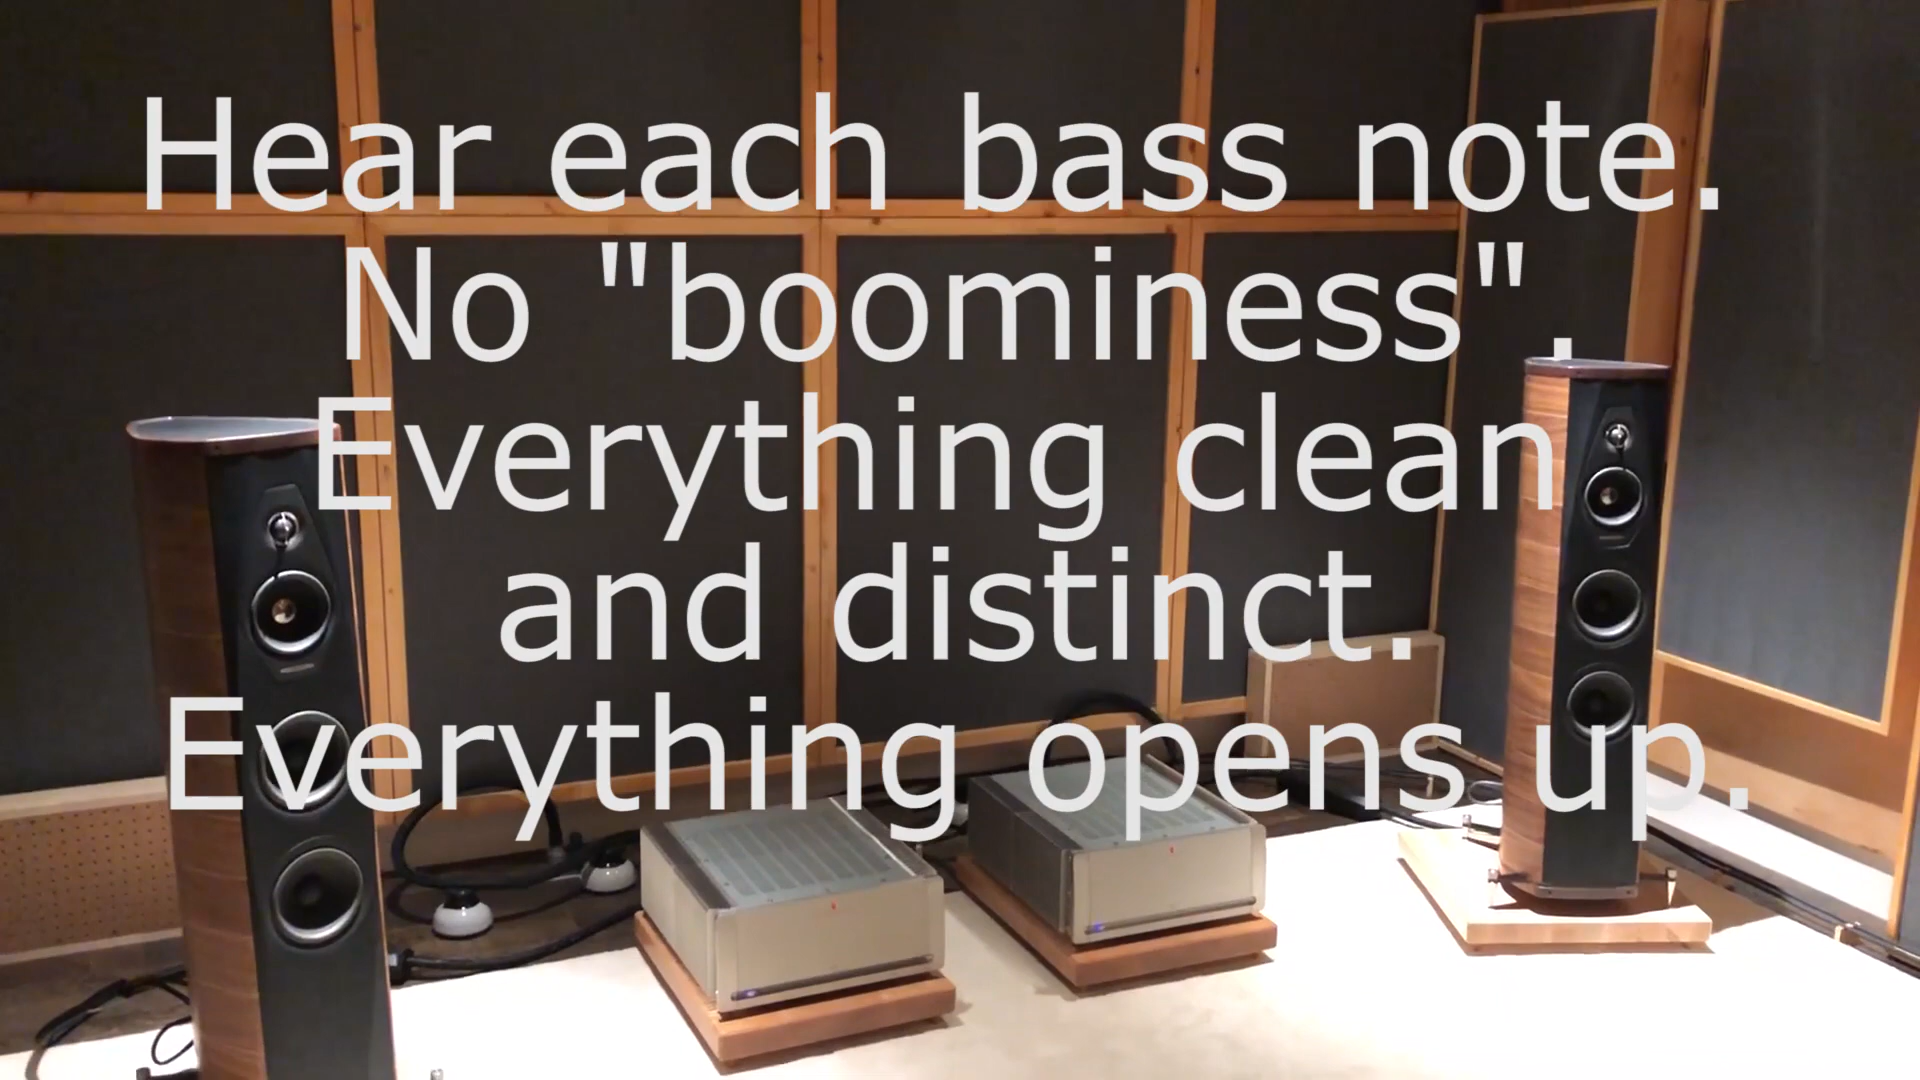 Hear each bass note.
No "boominess".
Everything clean
and distinct.
Everything opens up.